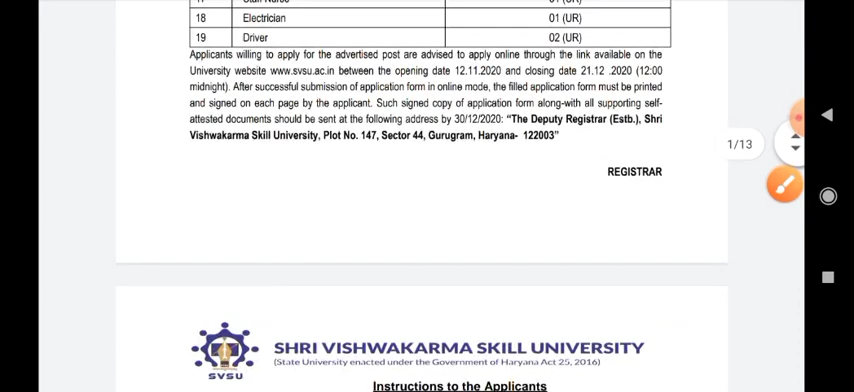 17 Staff Nurse 01 (UR)
18 Electrician 01 (UR)
19 Driver 02 (UR)
Applicants willing to apply for the advertised post are advised to apply online through the link available on the
University website www.svsu.ac.in between the opening date 12.11.2020 and closing date 21.12 .2020 (12:00
midnight). After successful submission of application form in online mode, the filled application form must be printed
and signed on each page by the applicant. Such signed copy of application form along-with all supporting self-
attested documents should be sent at the following address by 30/12/2020: “The Deputy Registrar (Estb.), Shri
Vishwakarma Skill University, Plot No. 147, Sector 44, Gurugram, Haryana- 122003”
1/13
REGISTRAR
SHRI VISHWAKARMA SKILL UNIVERSITY
(State University enacted under the Government of Haryana Act 25, 2016)
SVSU
Instructions to the Applicants